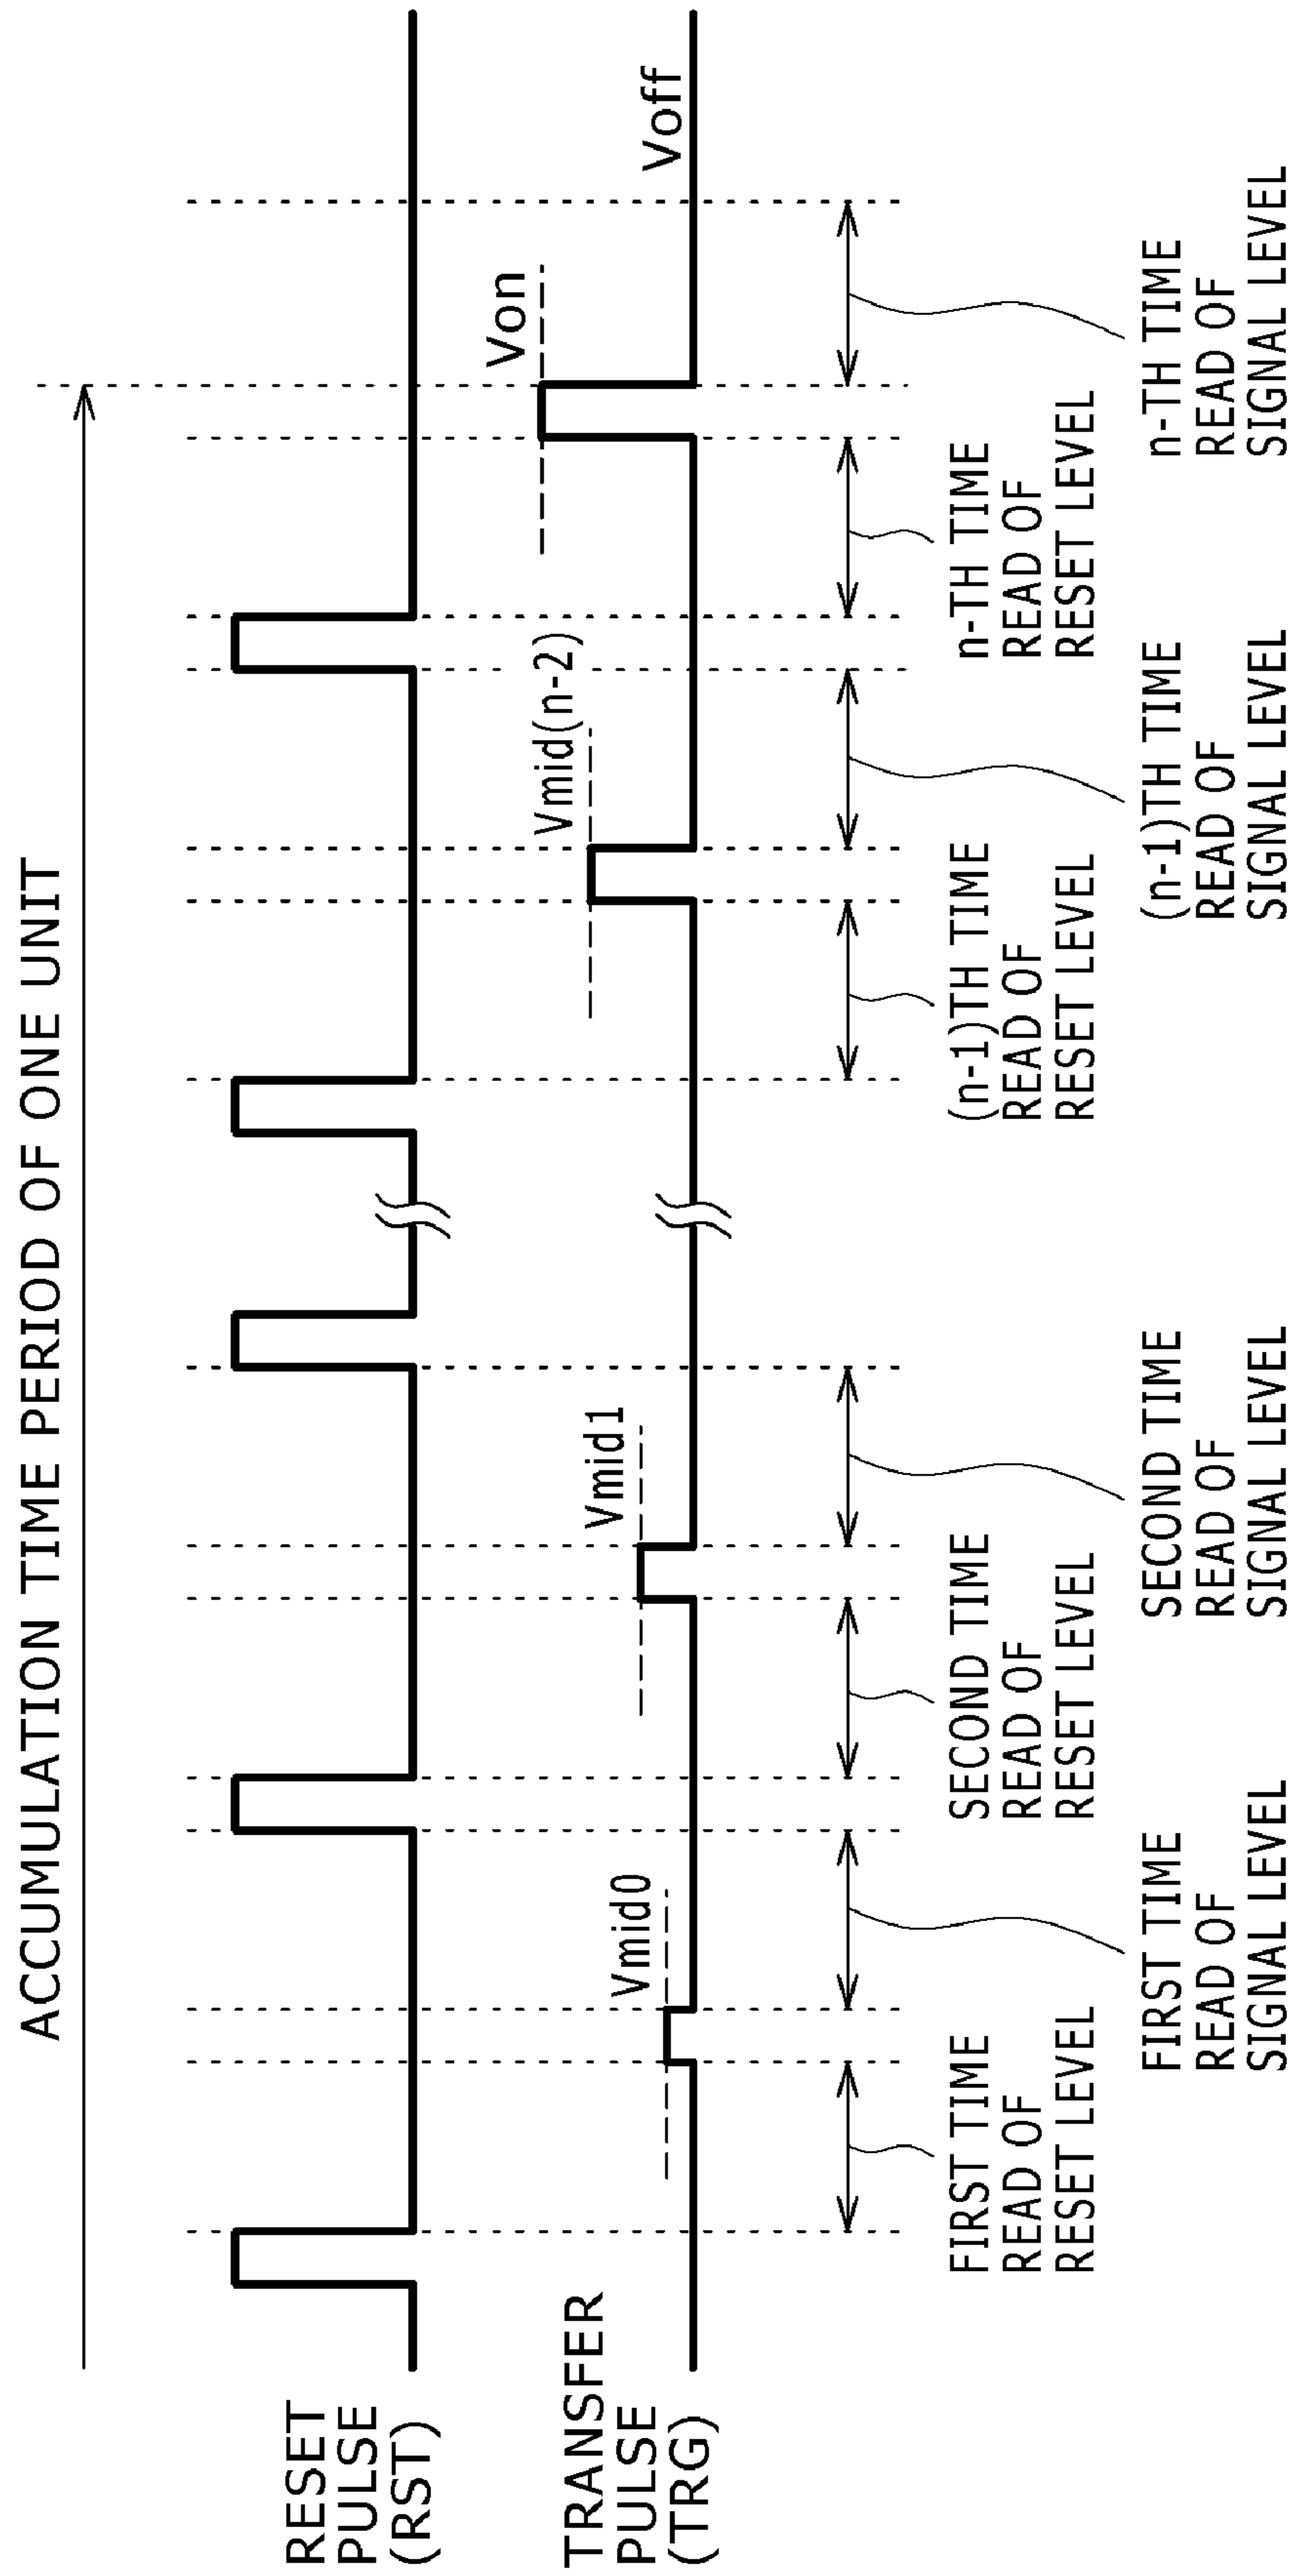 ACCUMULATION TIME PERIOD OF ONE UNIT
RESET
PULSE
(RST)
TRANSFER
PULSE
(TRG)
Vmid0
Vmid1
Vmid(n-2)
Von
Voff
FIRST TIME
READ OF
RESET LEVEL
SECOND TIME
READ OF
RESET LEVEL
(n-1)TH TIME
READ OF
RESET LEVEL
n-TH TIME
READ OF
RESET LEVEL
FIRST TIME
READ OF
SIGNAL LEVEL
SECOND TIME
READ OF
SIGNAL LEVEL
(n-1)TH TIME
READ OF
SIGNAL LEVEL
n-TH TIME
READ OF
SIGNAL LEVEL